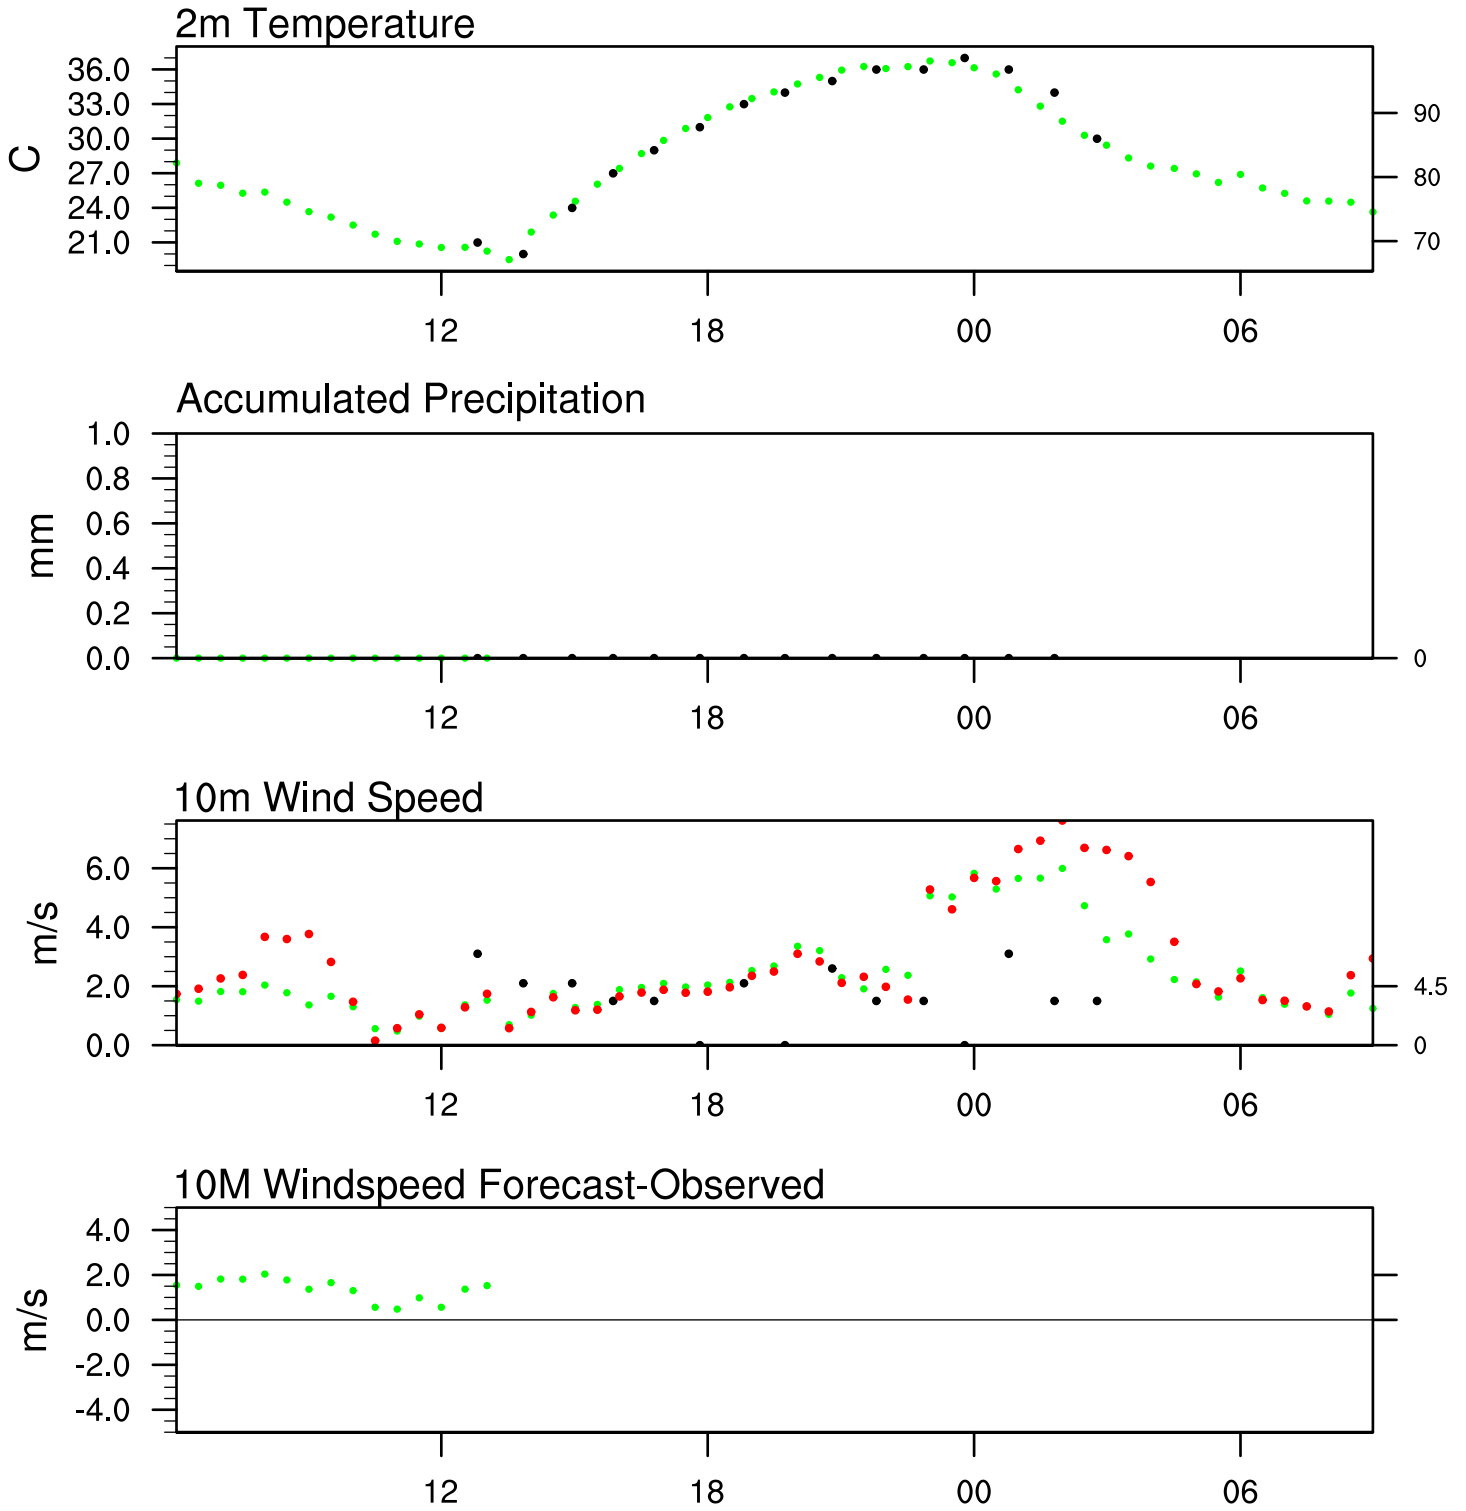 2m Temperature
36.0
33.0
30.0
27.0
24.0
21.0
C
90
80
70
12 18 00 06
Accumulated Precipitation
1.0
0.8
0.6
0.4
0.2
0.0
mm
0
12 18 00 06
10m Wind Speed
6.0
4.0
2.0
0.0
m/s
4.5
0
12 18 00 06
10M Windspeed Forecast-Observed
4.0
2.0
0.0
-2.0
-4.0
m/s
12 18 00 06